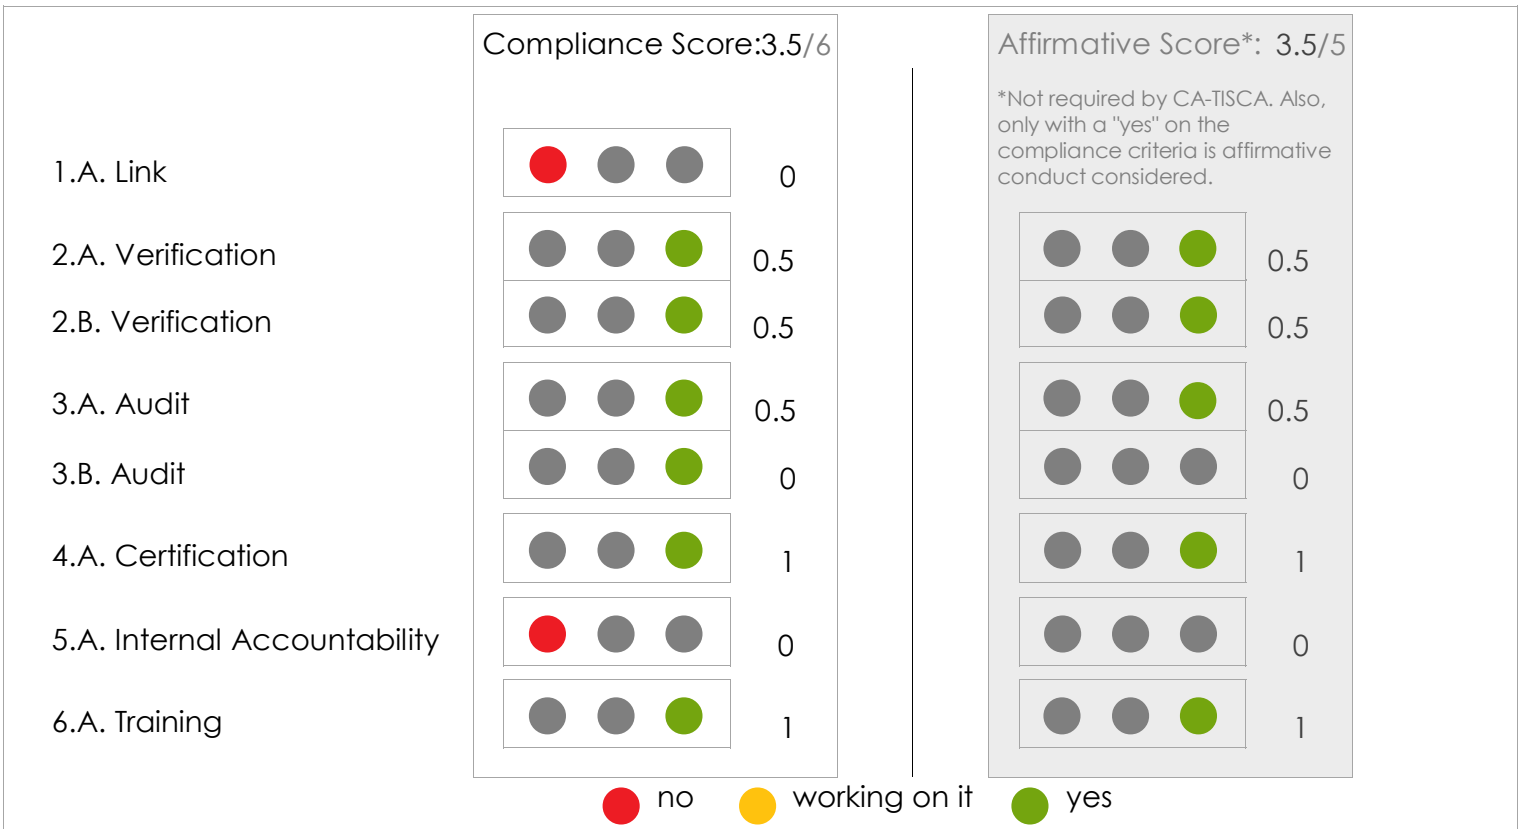 Compliance Score:3.5/6
Affirmative Score*: 3.5/5
*Not required by CA-TISCA. Also,
only with a "yes" on the
compliance criteria is affirmative
conduct considered.
1.A. Link 0
2.A. Verification 0.5 0.5
2.B. Verification 0.5 0.5
3.A. Audit 0.5 0.5
3.B. Audit 0 0
4.A. Certification 1 1
5.A. Internal Accountability 0 0
6.A. Training 1 1
no working on it yes